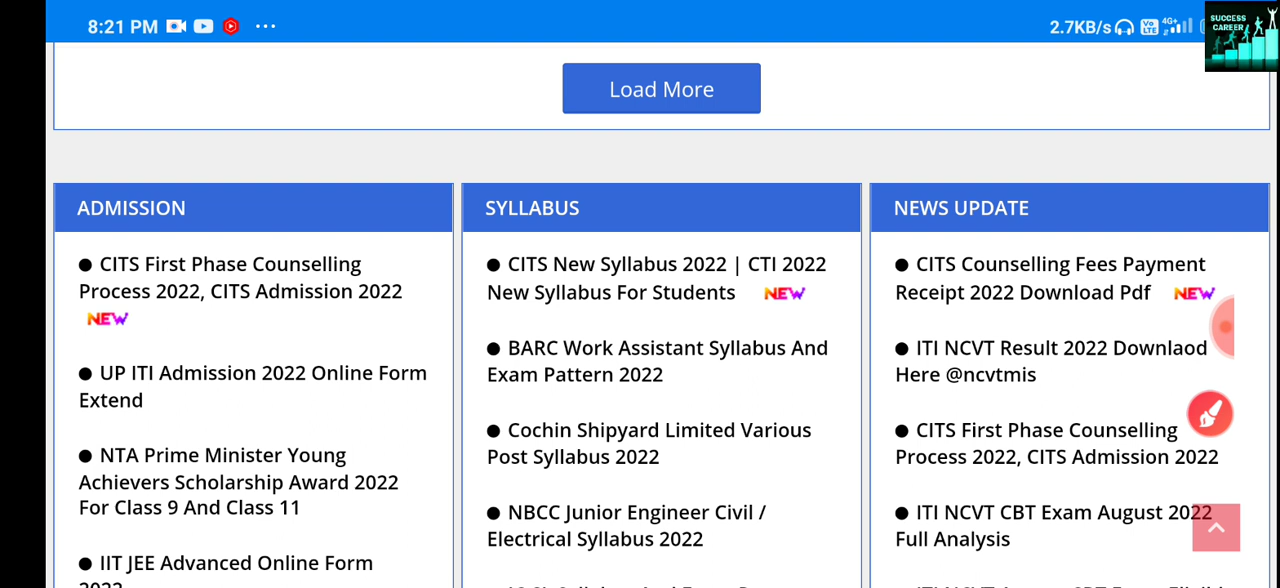 8:21 PM
2.7KB/s Vo LTE 4G+
SUCCESS
CAREER
Load More
ADMISSION
● CITS First Phase Counselling
Process 2022, CITS Admission 2022
NEW
● UP ITI Admission 2022 Online Form
Extend
● NTA Prime Minister Young
Achievers Scholarship Award 2022
For Class 9 And Class 11
● IIT JEE Advanced Online Form
2022
SYLLABUS
● CITS New Syllabus 2022 | CTI 2022
New Syllabus For Students NEW
● BARC Work Assistant Syllabus And
Exam Pattern 2022
● Cochin Shipyard Limited Various
Post Syllabus 2022
● NBCC Junior Engineer Civil /
Electrical Syllabus 2022
NEWS UPDATE
● CITS Counselling Fees Payment
Receipt 2022 Download Pdf NEW
● ITI NCVT Result 2022 Downlaod
Here @ncvtmis
● CITS First Phase Counselling
Process 2022, CITS Admission 2022
● ITI NCVT CBT Exam August 2022
Full Analysis